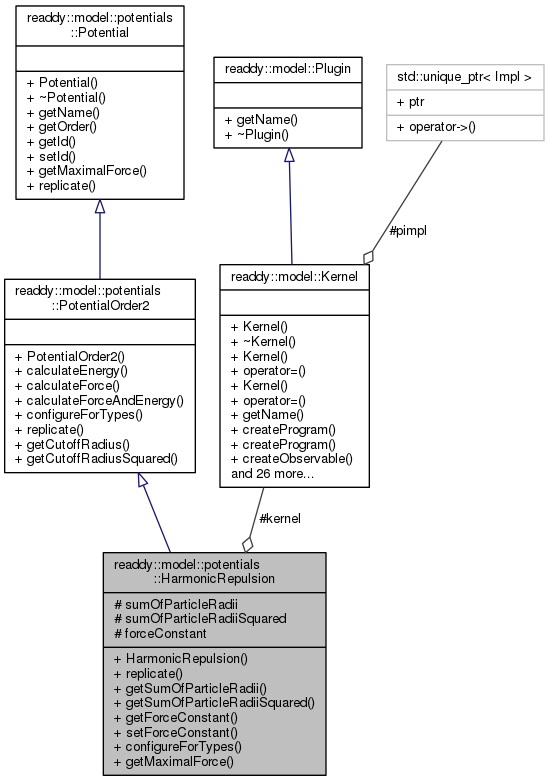 readdy::model::potentials
::Potential
+ Potential()
+ ~Potential()
+ getName()
+ getOrder()
+ getId()
+ setId()
+ getMaximalForce()
+ replicate()
readdy::model::Plugin
+ getName()
+ ~Plugin()
std::unique_ptr< Impl >
+ ptr
+ operator->()
#pimpl
readdy::model::potentials
::PotentialOrder2
+ PotentialOrder2()
+ calculateEnergy()
+ calculateForce()
+ calculateForceAndEnergy()
+ configureForTypes()
+ replicate()
+ getCutoffRadius()
+ getCutoffRadiusSquared()
readdy::model::Kernel
+ Kernel()
+ ~Kernel()
+ Kernel()
+ operator=()
+ Kernel()
+ operator=()
+ getName()
+ createProgram()
+ createProgram()
+ createObservable()
and 26 more...
#kernel
readdy::model::potentials
::HarmonicRepulsion
# sumOfParticleRadii
# sumOfParticleRadiiSquared
# forceConstant
+ HarmonicRepulsion()
+ replicate()
+ getSumOfParticleRadii()
+ getSumOfParticleRadiiSquared()
+ getForceConstant()
+ setForceConstant()
+ configureForTypes()
+ getMaximalForce()